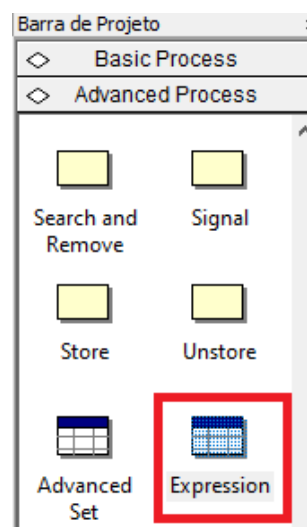 Barra de Projeto
Basic Process
Advanced Process
Search and
Remove
Signal
Store
Unstore
Advanced
Set
Expression